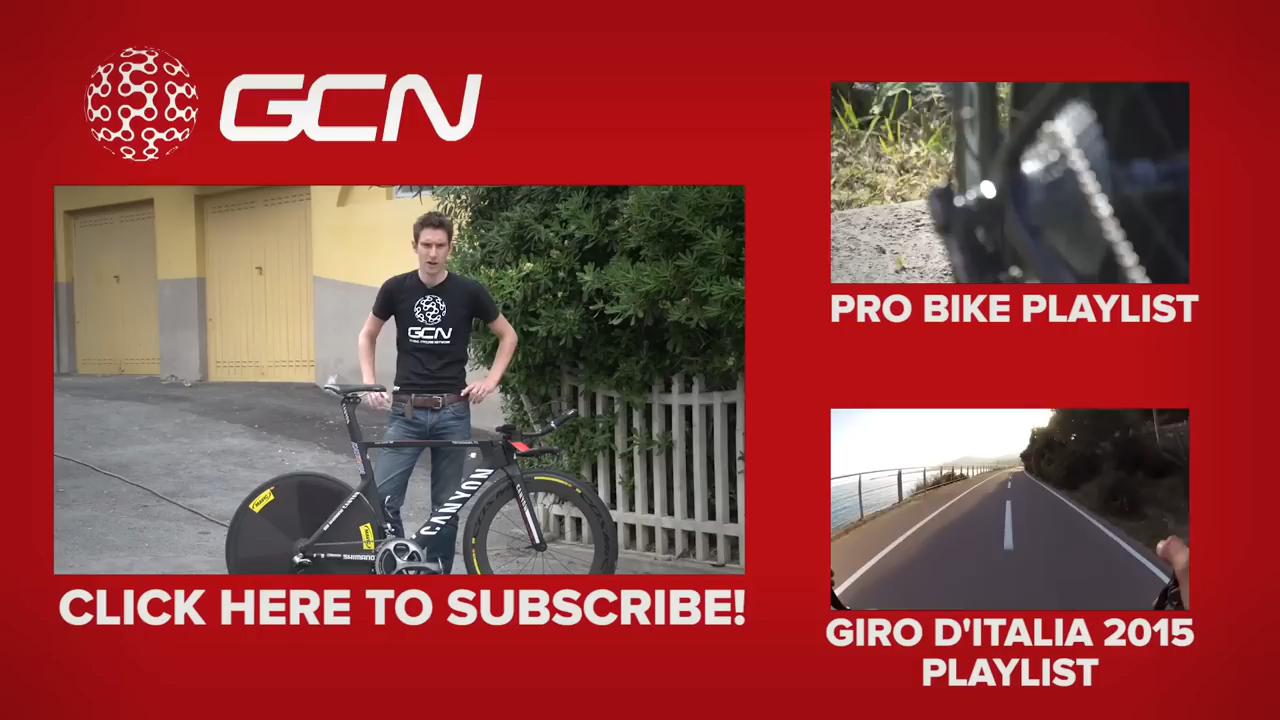 GCN
GCN
CANYON
SHIMANO
CLICK HERE TO SUBSCRIBE!
PRO BIKE PLAYLIST
GIRO D'ITALIA 2015
PLAYLIST